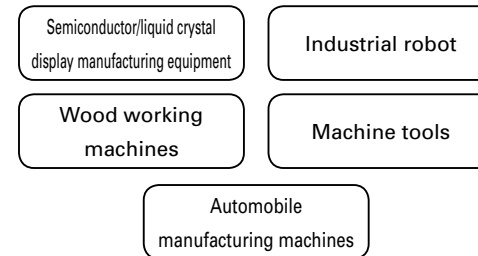 Semiconductor/liquid crystal
display manufacturing equipment
Industrial robot
Wood working
machines
Machine tools
Automobile
manufacturing machines